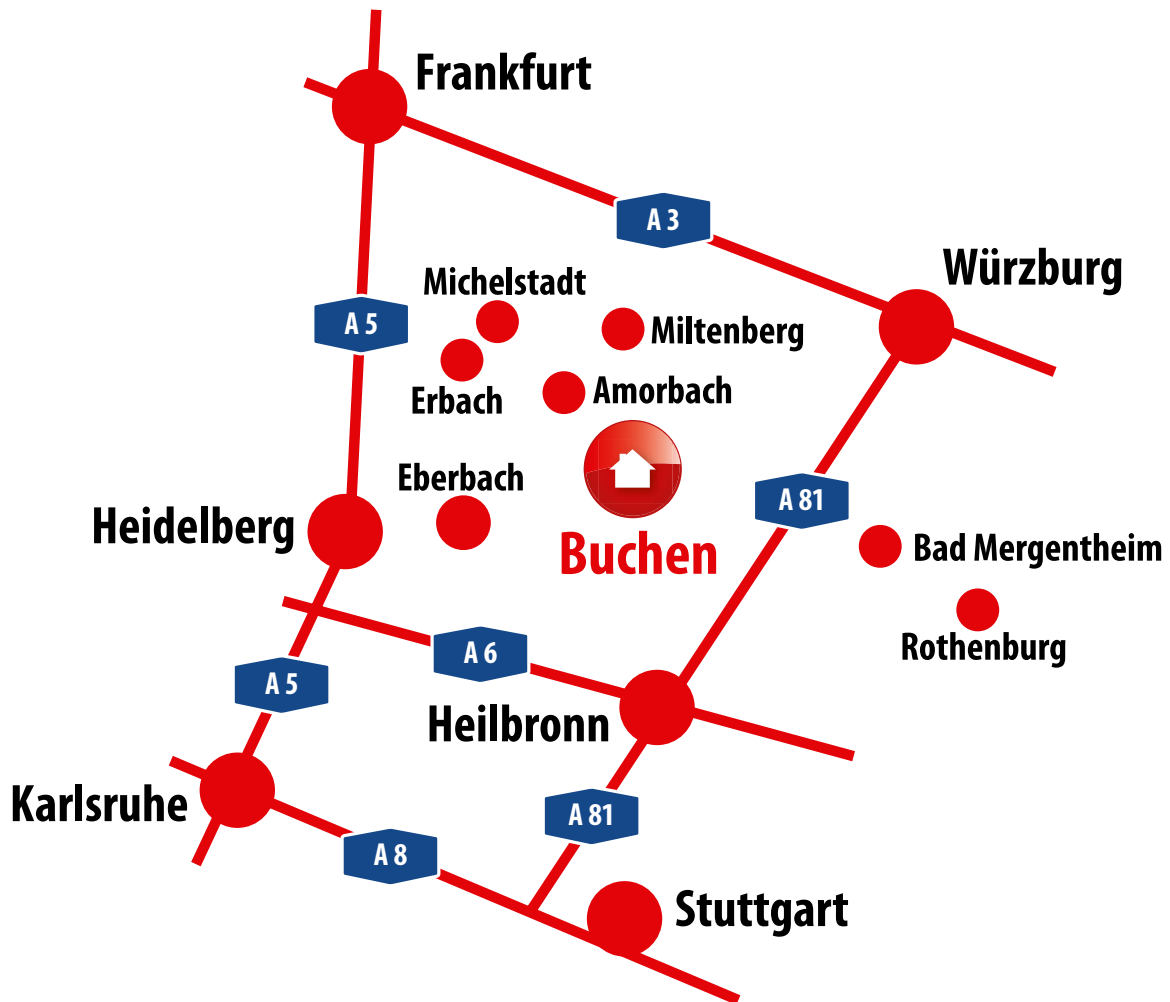 Frankfurt
A 3
Würzburg
Michelstadt
A 5
Miltenberg
Erbach
Amorbach
Eberbach
A 81
Heidelberg
Buchen
Bad Mergentheim
Rothenburg
A 6
A 5
Heilbronn
Karlsruhe
A 81
A 8
Stuttgart